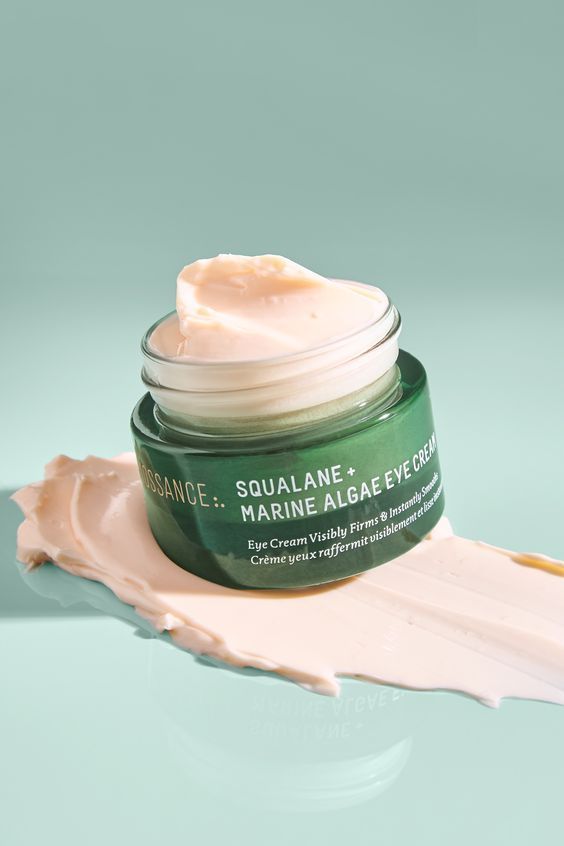 OSSANCE:.
SQUALANE +
MARINE ALGAE EYE CREAM
Eye Cream Visibly Firms & Instantly Smooths
Crème yeux raffermit visiblement et lisse